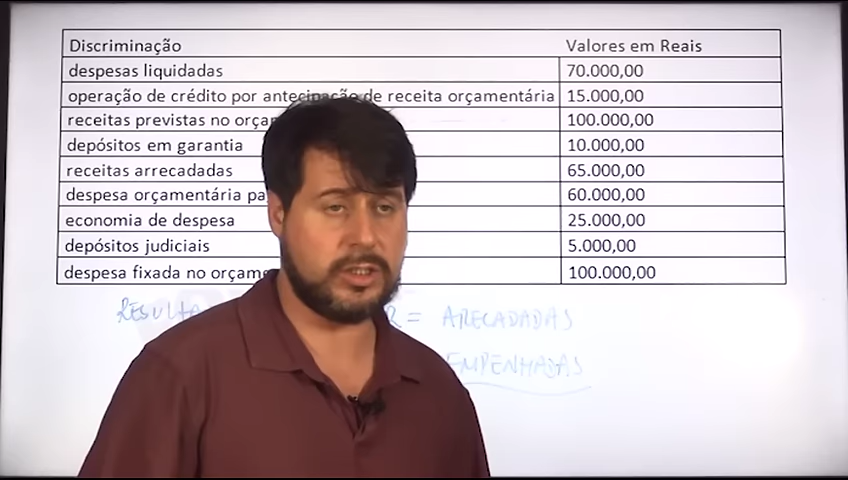 Discriminação Valores em Reais
despesas liquidadas 70.000,00
operação de crédito por antecipação de receita orçamentária 15.000,00
receitas previstas no 100.000,00
depósitos em garantia 10.000,00
receitas arrecadadas 65.000,00
despesa orçamentária 60.000,00
economia de despesa 25.000,00
depósitos judiciais 5.000,00
despesa fixada no 100.000,00
= ARECADADAS
EMPENHADAS